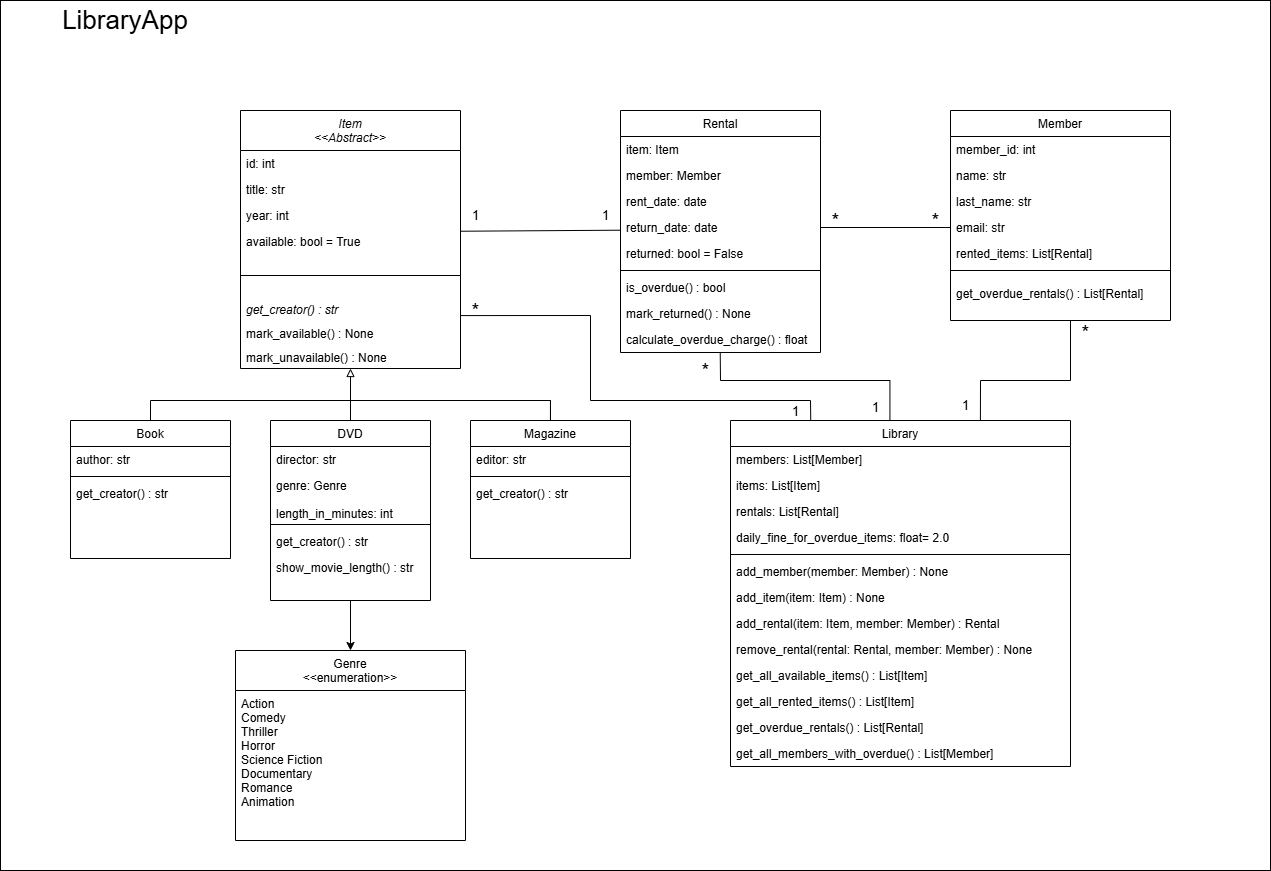 LibraryApp
Item
<<Abstract>>
id: int
title: str
year: int
available: bool = True
get_creator() : str
mark_available() : None
mark_unavailable() : None
1
1
*
Rental
item: Item
member: Member
rent_date: date
return_date: date
returned: bool = False
is_overdue() : bool
mark_returned() : None
calculate_overdue_charge() : float
*
*
*
Member
member_id: int
name: str
last_name: str
email: str
rented_items: List[Rental]
get_overdue_rentals() : List[Rental]
*
1
1
1
Book
author: str
get_creator() : str
DVD
director: str
genre: Genre
length_in_minutes: int
get_creator() : str
show_movie_length() : str
Magazine
editor: str
get_creator() : str
Library
members: List[Member]
items: List[Item]
rentals: List[Rental]
daily_fine_for_overdue_items: float= 2.0
add_member(member: Member) : None
add_item(item: Item) : None
add_rental(item: Item, member: Member) : Rental
remove_rental(rental: Rental, member: Member) : None
get_all_available_items() : List[Item]
get_all_rented_items() : List[Item]
get_overdue_rentals() : List[Rental]
get_all_members_with_overdue() : List[Member]
Genre
<<enumeration>>
Action
Comedy
Thriller
Horror
Science Fiction
Documentary
Romance
Animation